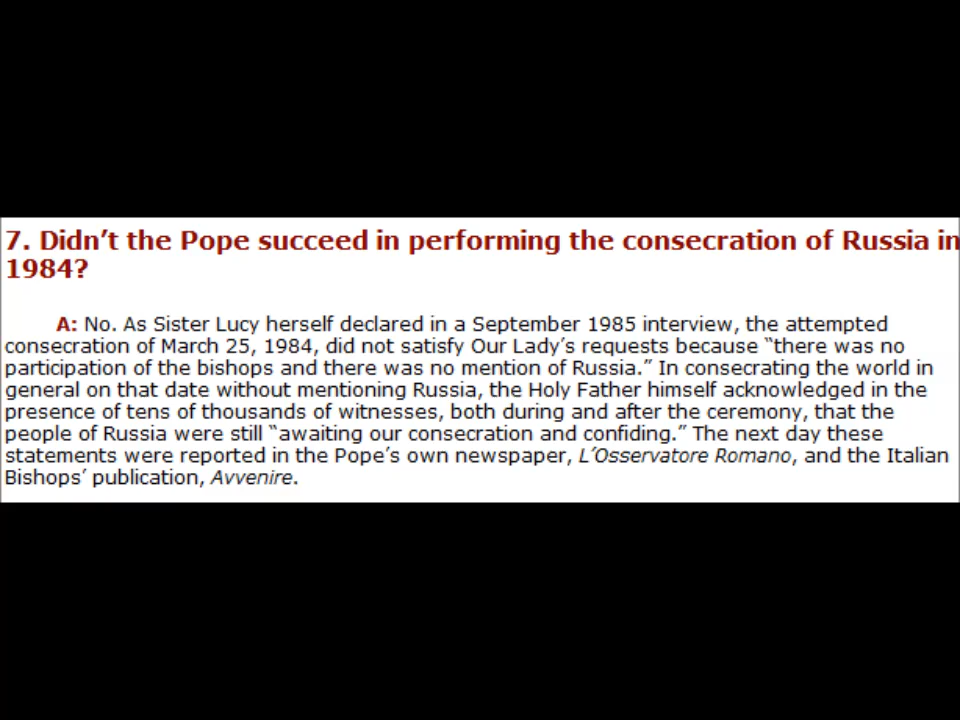 7. Didn’t the Pope succeed in performing the consecration of Russia in
1984?
A: No. As Sister Lucy herself declared in a September 1985 interview, the attempted
consecration of March 25, 1984, did not satisfy Our Lady’s requests because “there was no
participation of the bishops and there was no mention of Russia.” In consecrating the world in
general on that date without mentioning Russia, the Holy Father himself acknowledged in the
presence of tens of thousands of witnesses, both during and after the ceremony, that the
people of Russia were still “awaiting our consecration and confiding.” The next day these
statements were reported in the Pope’s own newspaper, L’Osservatore Romano, and the Italian
Bishops’ publication, Avvenire.